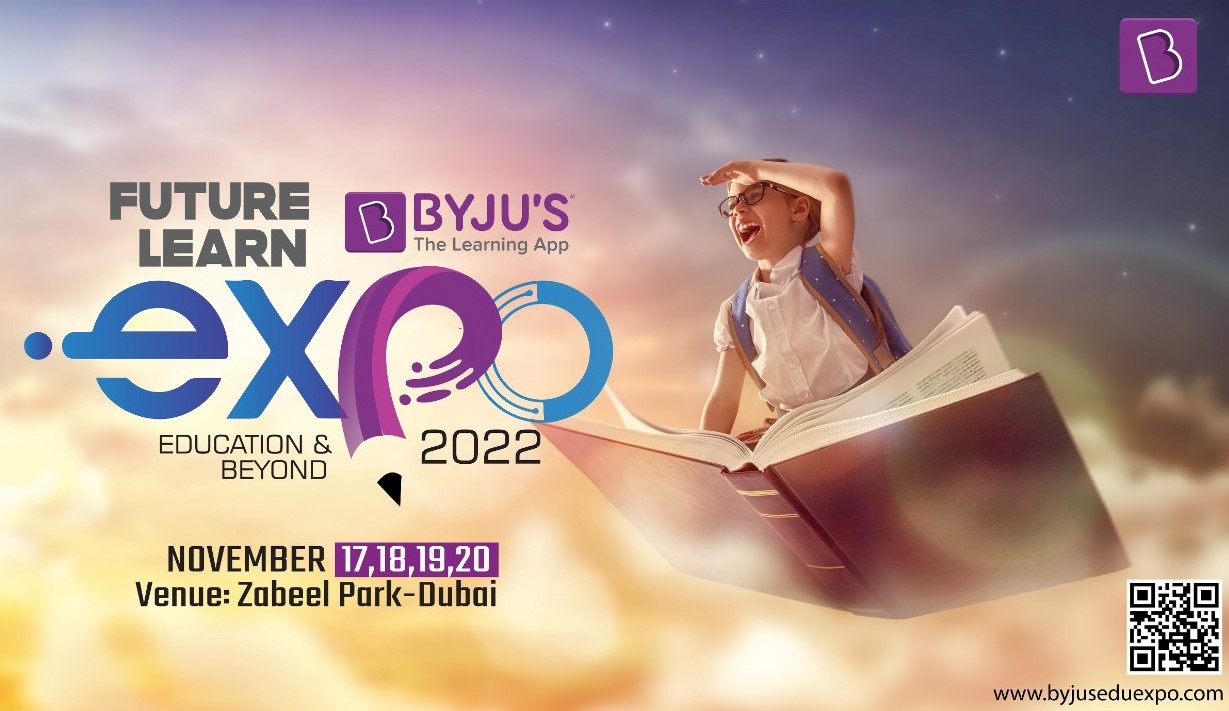 FUTURE
LEARN
B BYJU'S
The Learning App
expo
EDUCATION &
BEYOND
2022
NOVEMBER 17,18,19,20
Venue: Zabeel Park-Dubai
B
www.byjuseduexpo.com